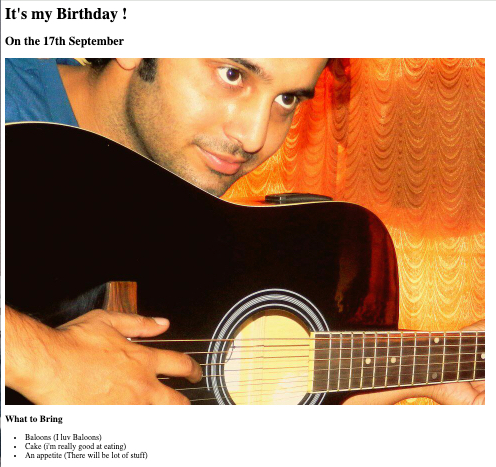 It's my Birthday !
On the 17th September
What to Bring
Baloons (I luv Baloons)
Cake (i'm really good at eating)
An appetite (There will be lot of stuff)